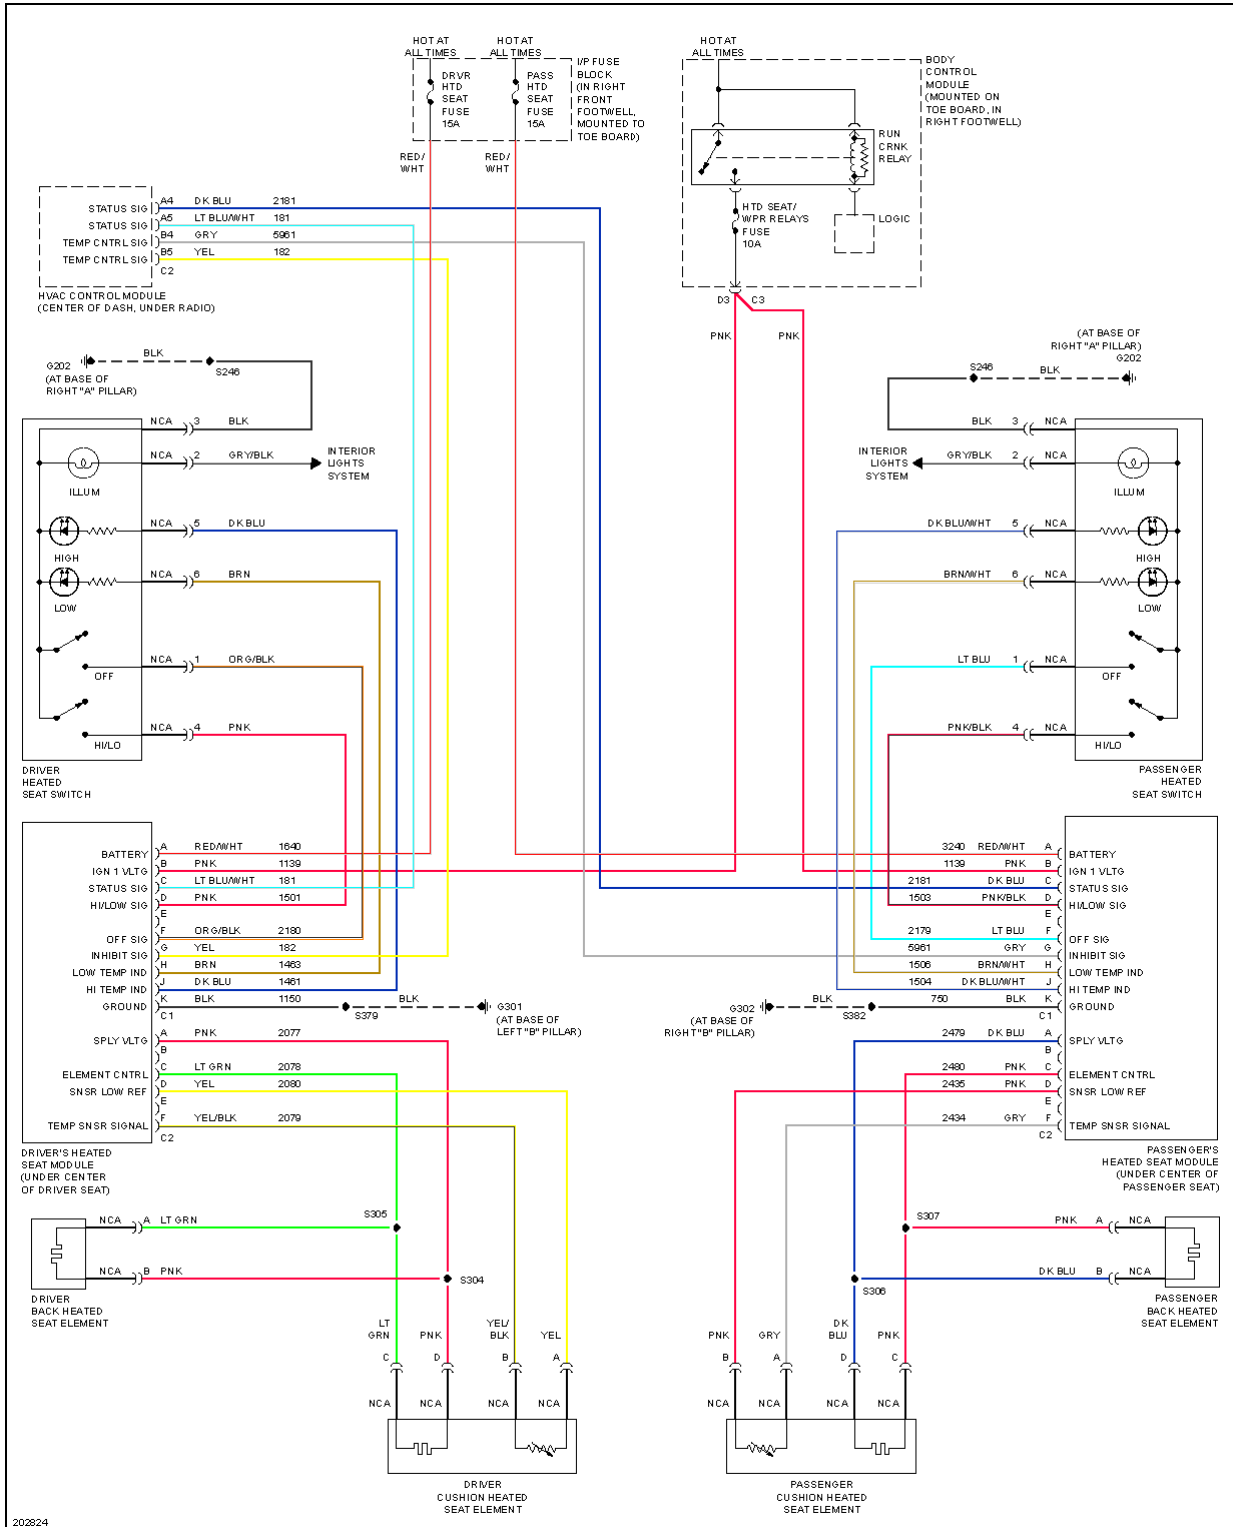 HOT AT
ALL TIMES
HOT AT
ALL TIMES
DRVR
HTD
SEAT
FUSE
15A
PASS
HTD
SEAT
FUSE
15A
I/P FUSE
BLOCK
(IN RIGHT
FRONT
FOOTWELL,
MOUNTED TO
TOE BOARD)
RED/
WHT
RED/
WHT
HOT AT
ALL TIMES
BODY
CONTROL
MODULE
(MOUNTED ON
TOE BOARD, IN
RIGHT FOOTWELL)
RUN
CRNK
RELAY
HTD SEAT/
WPR RELAYS
FUSE
10A
LOGIC
D3 C3
PNK PNK
STATUS SIG A4 DK BLU 2181
STATUS SIG A5 LT BLU/WHT 181
TEMP CNTRL SIG B4 GRY 5961
TEMP CNTRL SIG B5 YEL 182
C2
HVAC CONTROL MODULE
(CENTER OF DASH, UNDER RADIO)
BLK
G202
(AT BASE OF
RIGHT "A" PILLAR)
S246
NCA 3 BLK
NCA 2 GRY/BLK
INTERIOR
LIGHTS
SYSTEM
ILLUM
NCA 5 DK BLU
HIGH
NCA 6 BRN
LOW
NCA 1 ORG/BLK
OFF
NCA 4 PNK
HI/LO
DRIVER
HEATED
SEAT SWITCH
(AT BASE OF
RIGHT "A" PILLAR)
G202
S246
BLK
BLK 3 NCA
INTERIOR
LIGHTS
SYSTEM
GRY/BLK 2 NCA
ILLUM
DK BLU/WHT 5 NCA
HIGH
BRN/WHT 6 NCA
LOW
LT BLU 1 NCA
OFF
PNK/BLK 4 NCA
HI/LO
PASSENGER
HEATED
SEAT SWITCH
BATTERY A RED/WHT 1640
IGN 1 VLTG B PNK 1139
STATUS SIG C LT BLU/WHT 181
HI/LOW SIG D PNK 1501
E
OFF SIG F ORG/BLK 2180
INHIBIT SIG G YEL 182
LOW TEMP IND H BRN 1463
HI TEMP IND J DK BLU 1461
GROUND K BLK 1150
C1
BLK
S379
G301
(AT BASE OF
LEFT "B" PILLAR)
SPLY VLTG A PNK 2077
B
ELEMENT CNTRL C LT GRN 2078
SNSR LOW REF D YEL 2080
E
TEMP SNSR SIGNAL F YEL/BLK 2079
C2
DRIVER'S HEATED
SEAT MODULE
(UNDER CENTER
OF DRIVER SEAT)
3240 RED/WHT A BATTERY
1139 PNK B IGN 1 VLTG
2181 DK BLU C STATUS SIG
1503 PNK/BLK D HI/LOW SIG
E
2179 LT BLU F OFF SIG
5961 GRY G INHIBIT SIG
1506 BRN/WHT H LOW TEMP IND
1504 DK BLU/WHT J HI TEMP IND
750 BLK K GROUND
C1
BLK
S382
G302
(AT BASE OF
RIGHT "B" PILLAR)
2479 DK BLU A SPLY VLTG
B
2480 PNK C ELEMENT CNTRL
2435 PNK D SNSR LOW REF
E
2434 GRY F TEMP SNSR SIGNAL
C2
PASSENGER'S
HEATED SEAT MODULE
(UNDER CENTER OF
PASSENGER SEAT)
NCA A LT GRN
S305
NCA B PNK
S304
DRIVER
BACK HEATED
SEAT ELEMENT
S307
PNK A NCA
S306
DK BLU B NCA
PASSENGER
BACK HEATED
SEAT ELEMENT
LT
GRN
PNK
YEL/
BLK
YEL
C D B A
NCA NCA NCA NCA
DRIVER
CUSHION HEATED
SEAT ELEMENT
PNK
GRY
DK
BLU
PNK
B A D C
NCA NCA NCA NCA
PASSENGER
CUSHION HEATED
SEAT ELEMENT
202824